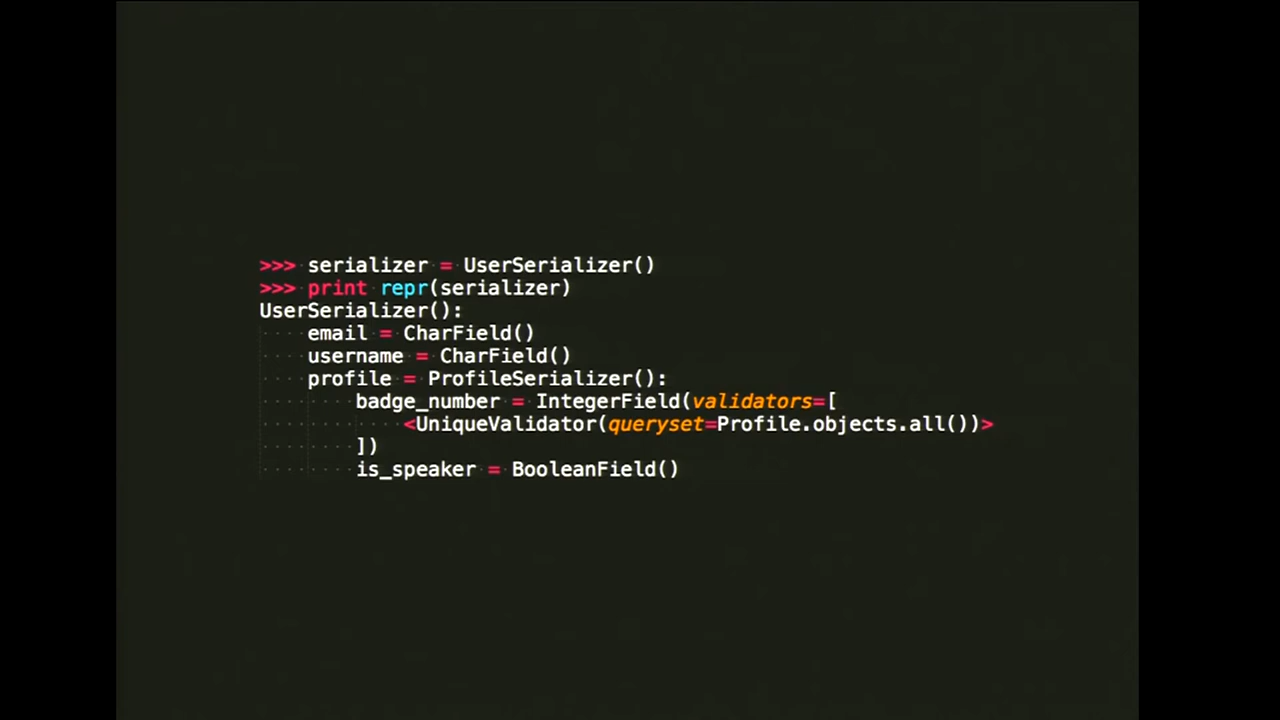 >>> serializer = UserSerializer()
>>> print repr(serializer)
UserSerializer():
    email = CharField()
    username = CharField()
    profile = ProfileSerializer():
        badge_number = IntegerField(validators=[
            <UniqueValidator(queryset=Profile.objects.all())>
        ])
        is_speaker = BooleanField()